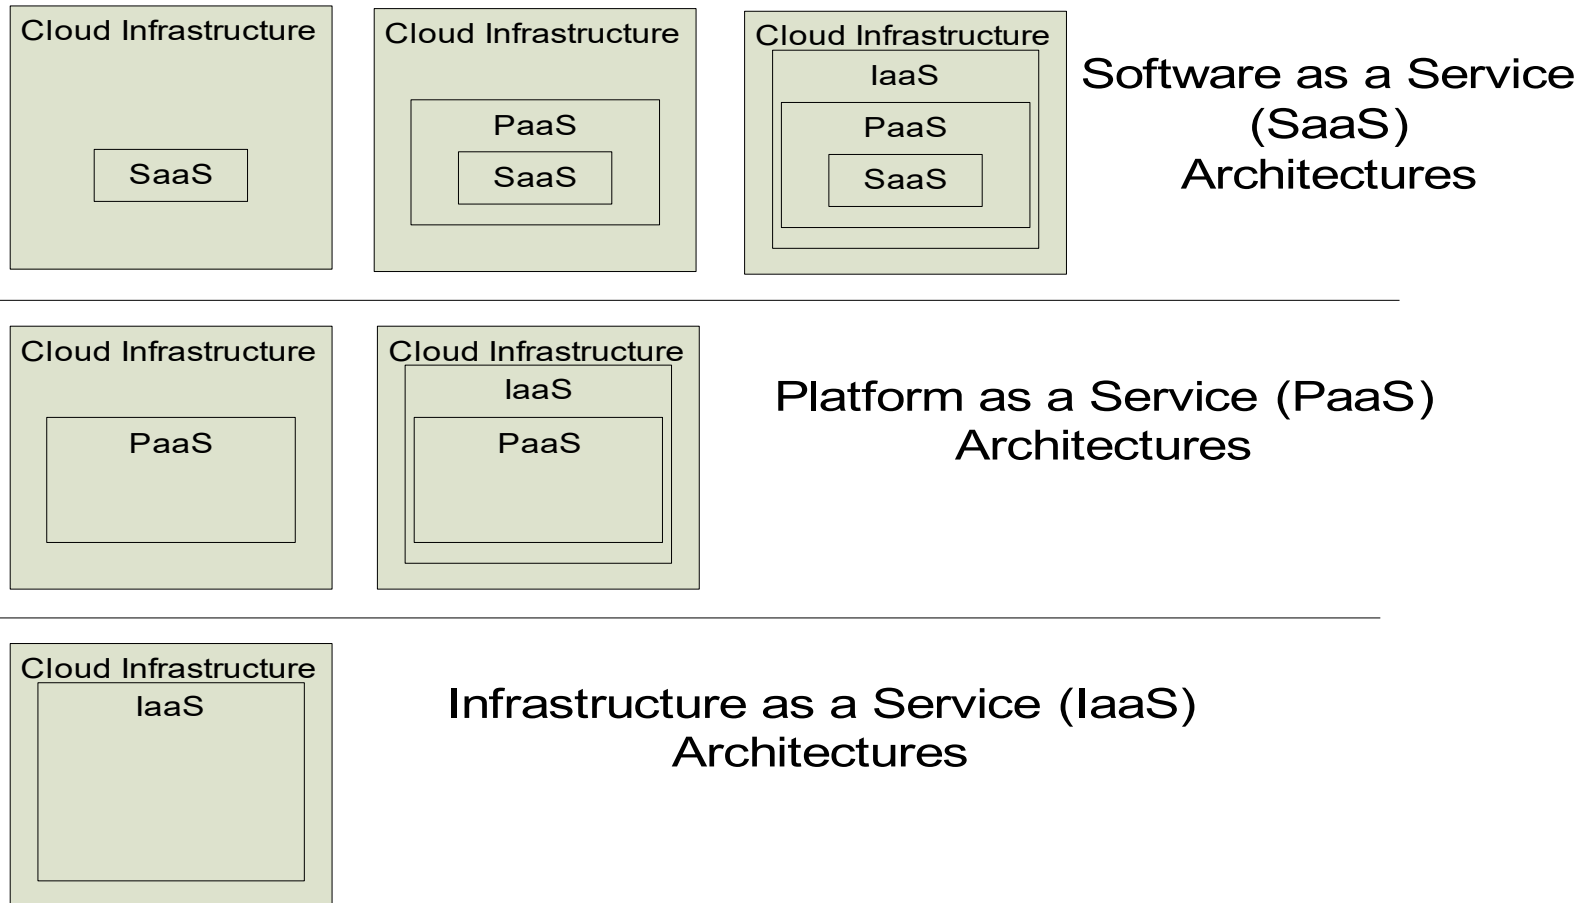 Cloud Infrastructure
SaaS
Cloud Infrastructure
PaaS
SaaS
Cloud Infrastructure
IaaS
PaaS
SaaS
Software as a Service
(SaaS)
Architectures
Cloud Infrastructure
PaaS
Cloud Infrastructure
IaaS
PaaS
Platform as a Service (PaaS)
Architectures
Cloud Infrastructure
IaaS
Infrastructure as a Service (IaaS)
Architectures